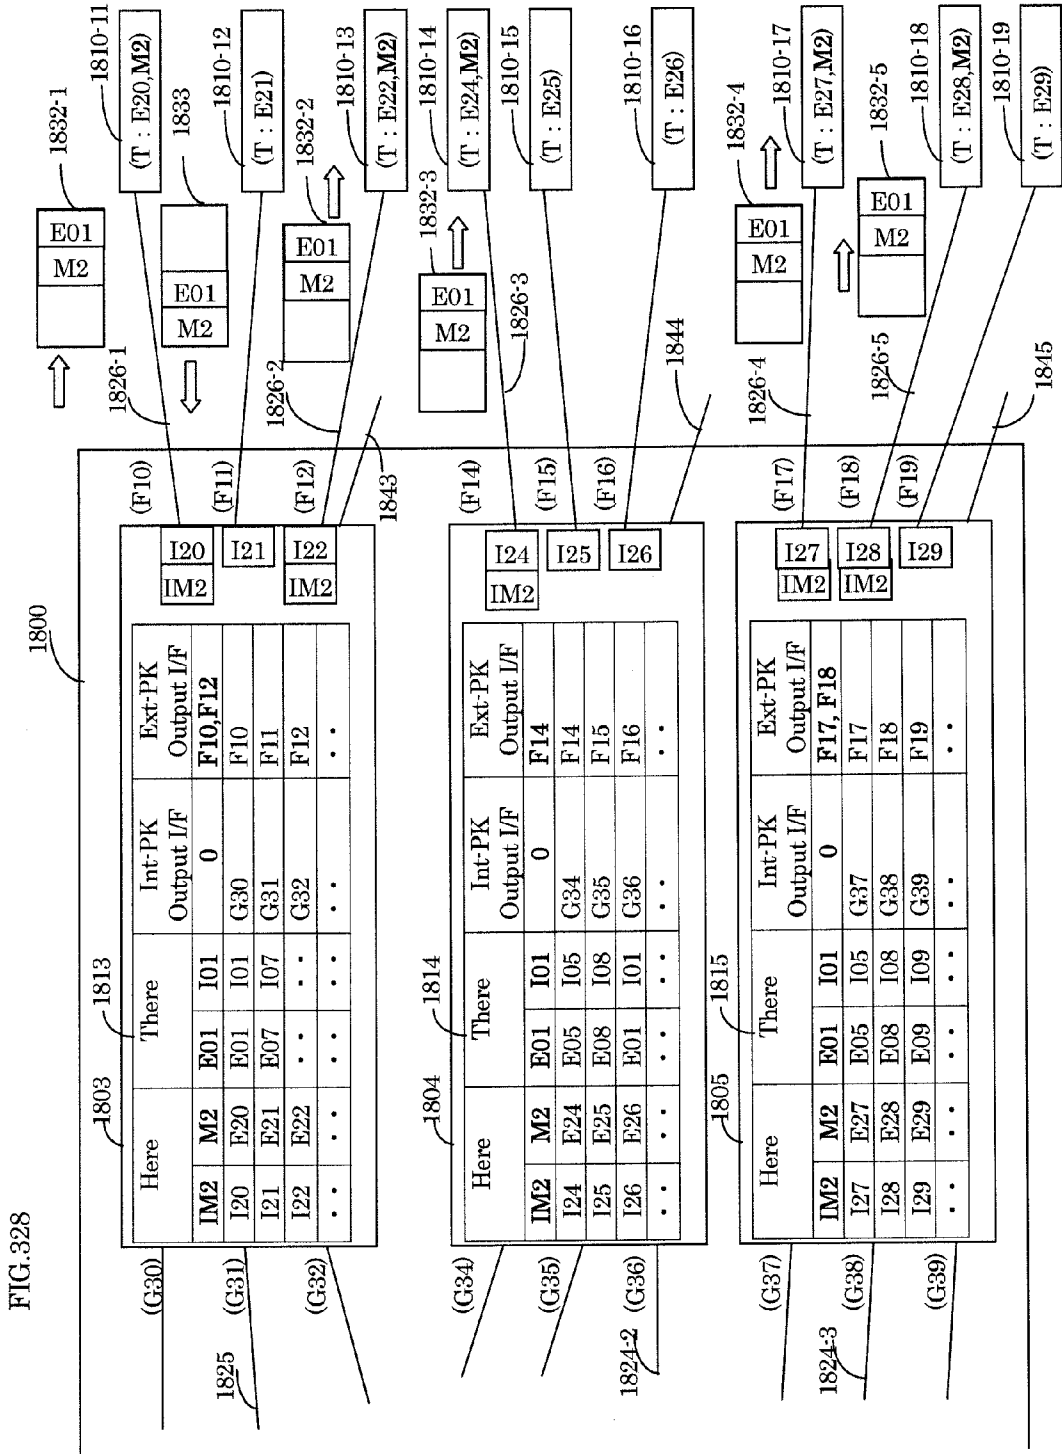 FIG.328
1800
1803
1813
Here
There
Int-PK
Output I/F
Ext-PK
Output I/F
IM2 M2 E01 I01 0 F10,F12
I20 E20 E01 I01 G30 F10
I21 E21 E07 I07 G31 F11
I22 E22 · · · · G32 F12
· · · · · · · · · · · ·
IM2 I20
I21
IM2 I22
(G30)
(G31)
(G32)
1825
(F10)
(F11)
(F12)
1826-1
1826-2
1843
M2 E01
1832-1
M2 E01
1833
M2 E01
1832-2
1810-11
(T : E20,M2)
1810-12
(T : E21)
1810-13
(T : E22,M2)
1804
1814
Here
There
Int-PK
Output I/F
Ext-PK
Output I/F
IM2 M2 E01 I01 0 F14
I24 E24 E05 I05 G34 F14
I25 E25 E08 I08 G35 F15
I26 E26 E01 I01 G36 F16
· · · · · · · · · · · ·
IM2 I24
I25
I26
(G34)
(G35)
(G36)
1824-2
(F14)
(F15)
(F16)
1826-3
1844
M2 E01
1832-3
1810-14
(T : E24,M2)
1810-15
(T : E25)
1810-16
(T : E26)
1805
1815
Here
There
Int-PK
Output I/F
Ext-PK
Output I/F
IM2 M2 E01 I01 0 F17, F18
I27 E27 E05 I05 G37 F17
I28 E28 E08 I08 G38 F18
I29 E29 E09 I09 G39 F19
· · · · · · · · · · · ·
IM2 I27
IM2 I28
I29
(G37)
(G38)
(G39)
1824-3
(F17)
(F18)
(F19)
1826-4
1826-5
1845
M2 E01
1832-4
M2 E01
1832-5
1810-17
(T : E27,M2)
1810-18
(T : E28,M2)
1810-19
(T : E29)